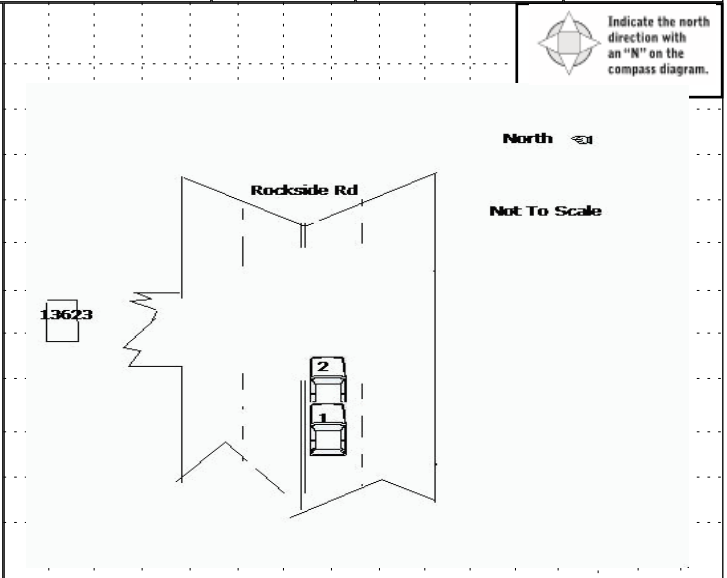 Indicate the north
direction with
an “N” on the
compass diagram.
North
Rockside Rd
Not To Scale
13623
2
1